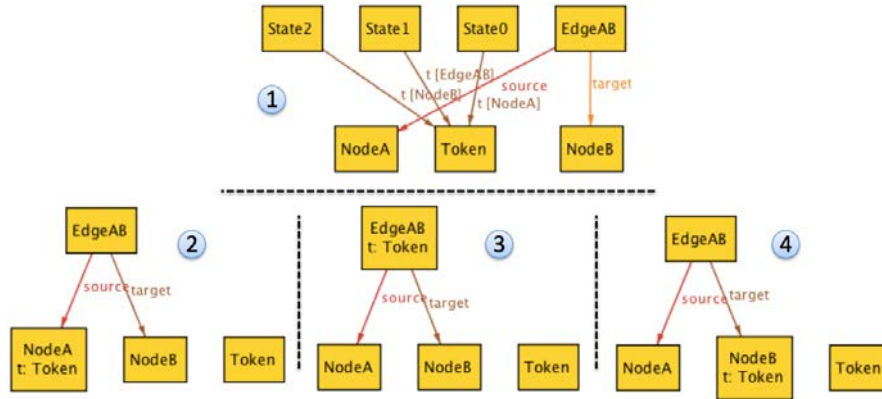 State2
State1
State0
EdgeAB
t [EdgeAB]
t [NodeB]
source
t [NodeA]
target
1
NodeA
Token
NodeB
EdgeAB
2
source
target
NodeA
t: Token
NodeB
Token
EdgeAB
t: Token
3
source
target
NodeA
NodeB
Token
EdgeAB
4
source
target
NodeA
NodeB
t: Token
Token